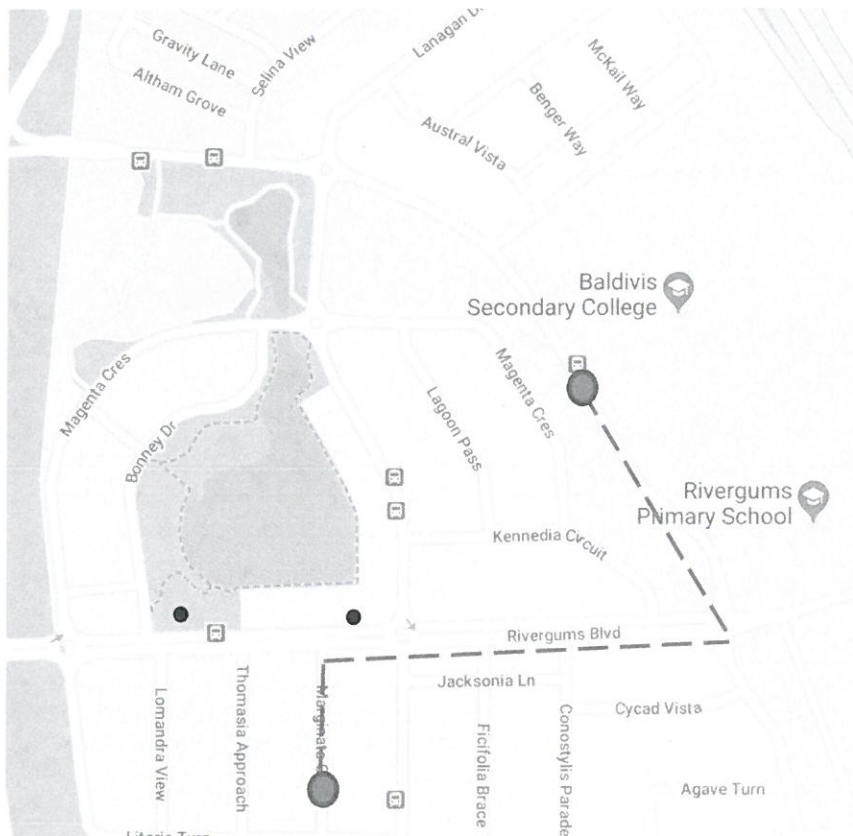 Gravity Lane
Selina View
Lanagan
McKail Way
Altham Grove
Benger Way
Austral Vista
Baldivis
Secondary College
Magenta Cres
Magenta Cres
Lagoon Pass
Bonney Dr
Rivergums
Primary School
Kennedia Circuit
Rivergums Blvd
Jacksonia Ln
Lomandra View
Thomasia Approach
Cycad Vista
Ficifolia Brace
Conostylis Parade
Agave Turn